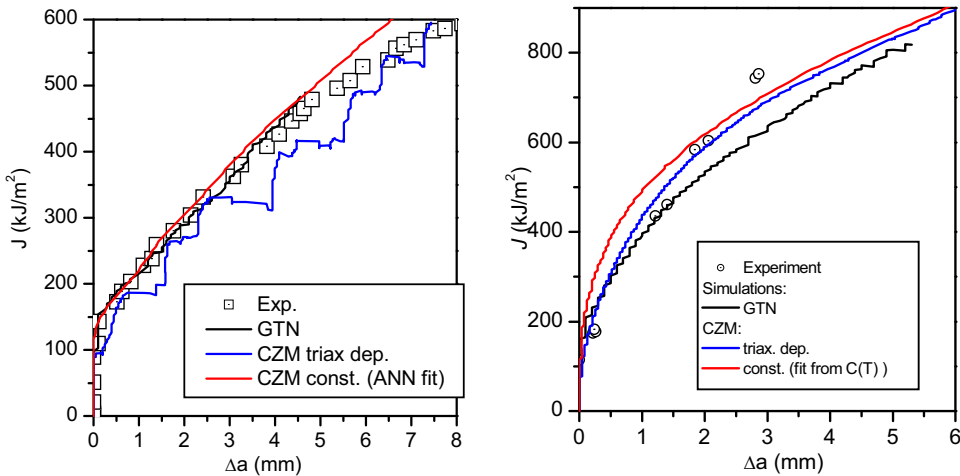 600
500
400
300
200
100
0
J (kJ/m²)
Exp.
GTN
CZM triax dep.
CZM const. (ANN fit)
0 1 2 3 4 5 6 7 8
Δa (mm)
800
600
400
200
0
J (kJ/m²)
Experiment
Simulations:
GTN
CZM:
triax. dep.
const. (fit from C(T) )
0 1 2 3 4 5 6
Δa (mm)